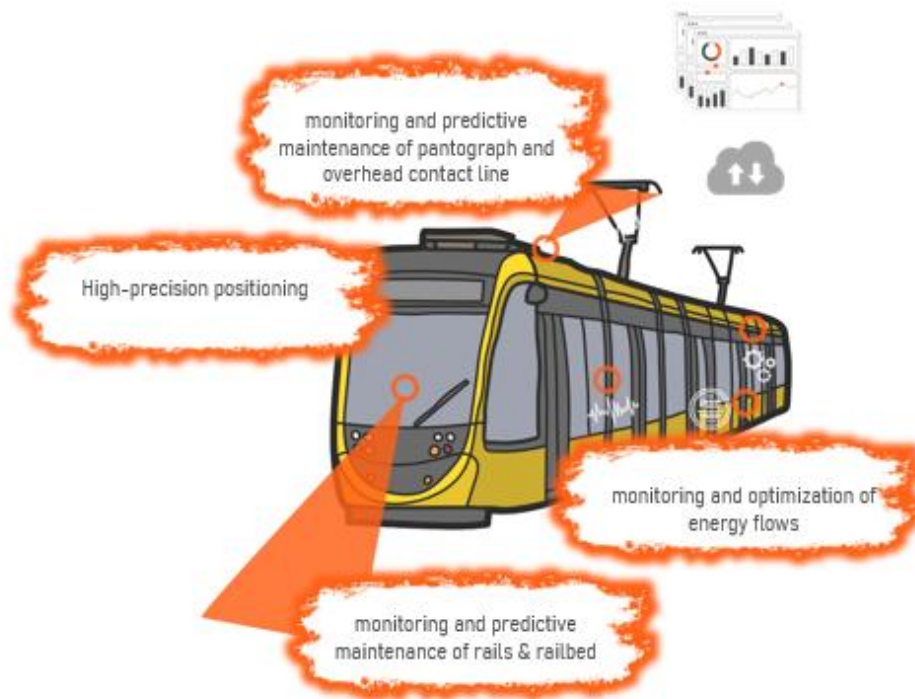 monitoring and predictive
maintenance of pantograph and
overhead contact line
High-precision positioning
monitoring and optimization of
energy flows
monitoring and predictive
maintenance of rails & railbed